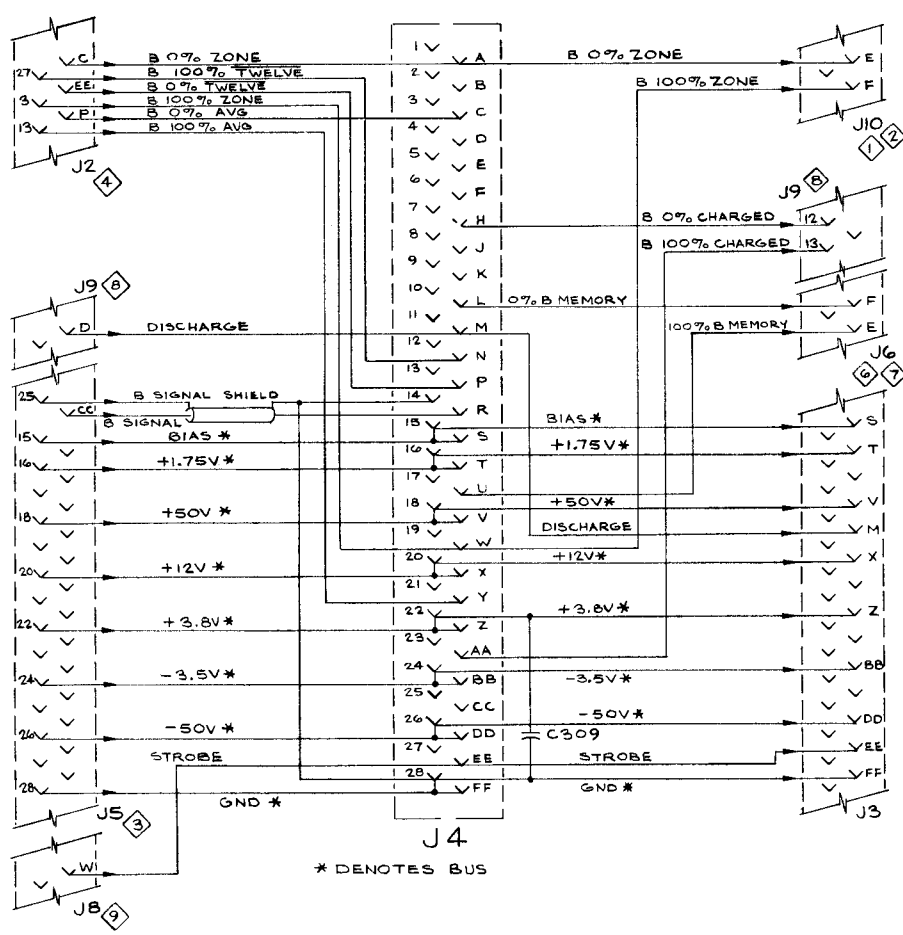 C B 0% ZONE
27 B 100% TWELVE
EE B 0% TWELVE
3 B 100% ZONE
P B 0% AVG
13 B 100% AVG
J2 4
J9 8
D DISCHARGE
25 B SIGNAL SHIELD
CC B SIGNAL
15 BIAS *
16 +1.75V *
18 +50V *
20 +12V *
22 +3.8V *
24 -3.5V *
26 -50V *
STROBE
28 GND *
J5 3
W
J8 9
1 A
2 B
3 C
4 D
5 E
6 F
7 H
8 J
9 K
10 L
11 M
12 N
13 P
14 R
15 S
16 T
17 U
18 V
19 W
20 X
21 Y
22 Z
23 AA
24 BB
25 CC
26 DD
27 EE
28 FF
J4
* DENOTES BUS
B 0% ZONE E
B 100% ZONE F
J10
1 2
J9 8
B 0% CHARGED 12
B 100% CHARGED 13
0% B MEMORY F
100% B MEMORY E
J6
6 7
BIAS * S
+1.75V * T
+50V * V
DISCHARGE M
+12V * X
+3.8V * Z
-3.5V * BB
-50V * DD
C309
STROBE EE
GND * FF
J3